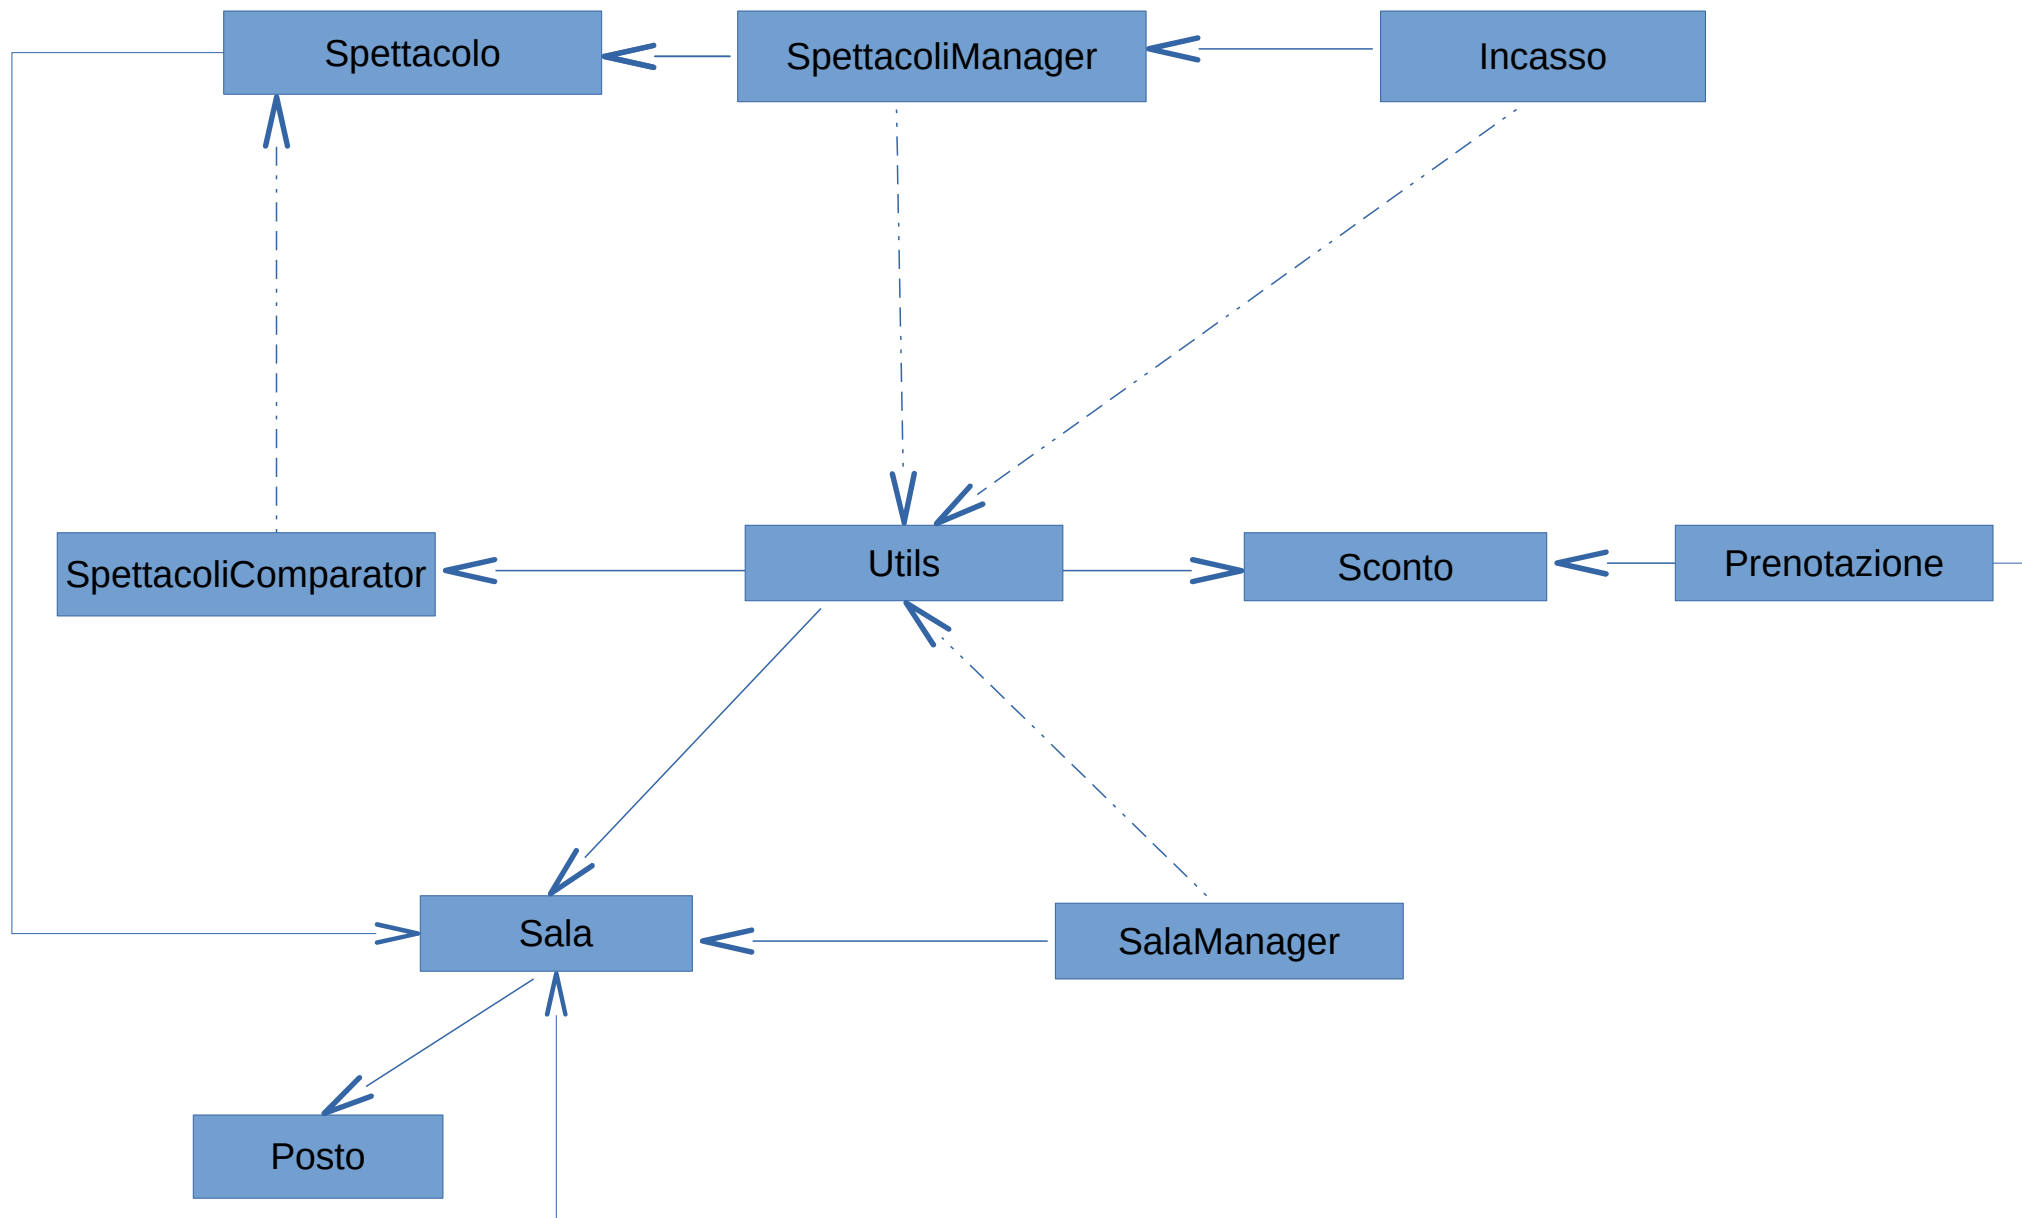 Spettacolo
SpettacoliManager
Incasso
SpettacoliComparator
Utils
Sconto
Prenotazione
Sala
SalaManager
Posto